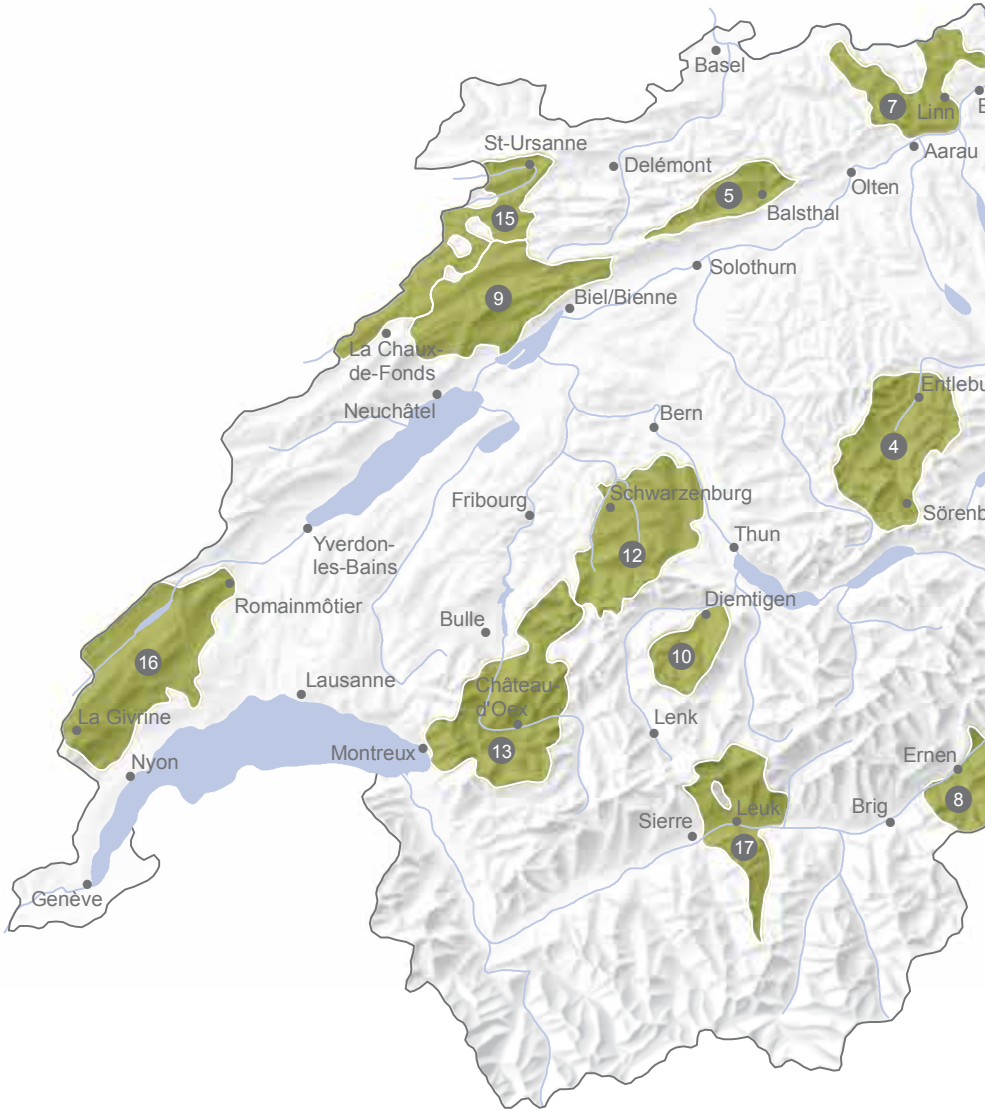 Basel
7
Linn
Aarau
St-Ursanne
Delémont
5
Balsthal
Olten
15
Solothurn
9
Biel/Bienne
La Chaux-
de-Fonds
Neuchâtel
Bern
Entlebu
4
Fribourg
Schwarzenburg
Sörenb
Yverdon-
les-Bains
12
Thun
Romainmôtier
Diemtigen
Bulle
16
10
Lausanne
Château-
d'Oex
La Givrine
Lenk
Montreux
13
Nyon
Ernen
8
Sierre
Leuk
Brig
17
Genève